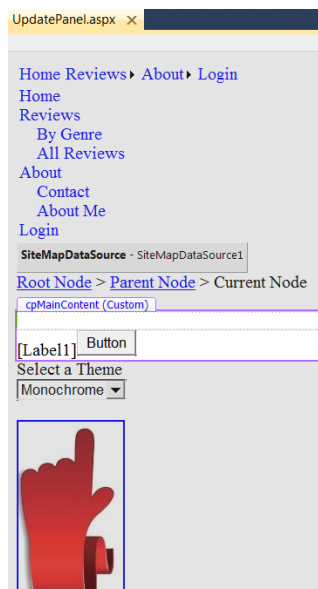 UpdatePanel.aspx ×
Home Reviews About Login
Home
Reviews
By Genre
All Reviews
About
Contact
About Me
Login
SiteMapDataSource - SiteMapDataSource1
Root Node > Parent Node > Current Node
cpMainContent (Custom)
[Label1] Button
Select a Theme
Monochrome